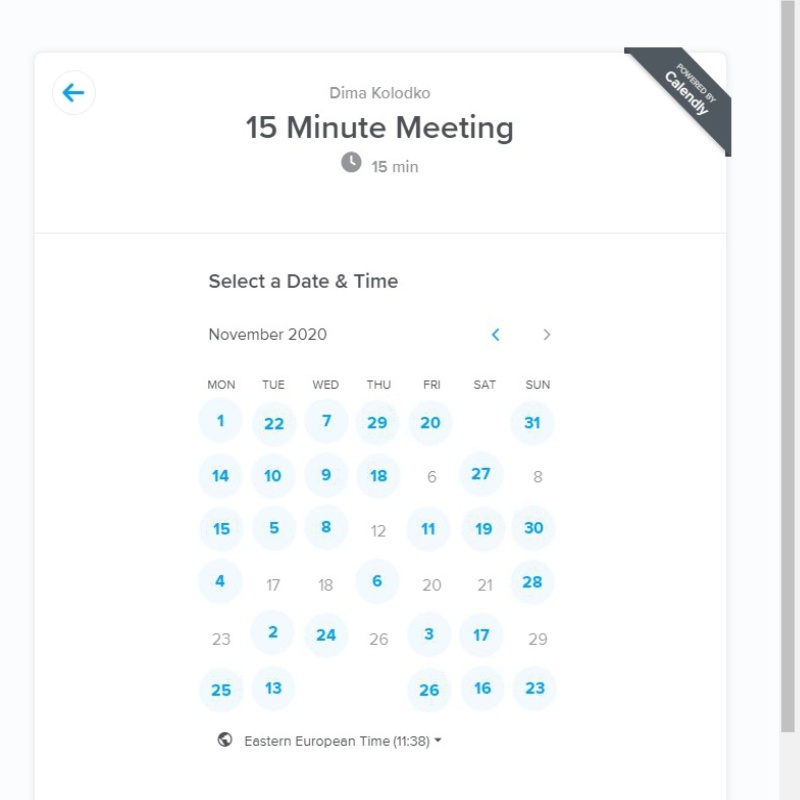 POWERED BY
Calendly
Dima Kolodko
15 Minute Meeting
15 min
Select a Date & Time
November 2020
MON TUE WED THU FRI SAT SUN
1 22 7 29 20 31
14 10 9 18 6 27 8
15 5 8 12 11 19 30
4 17 18 6 20 21 28
23 2 24 26 3 17 29
25 13 26 16 23
Eastern European Time (11:38)